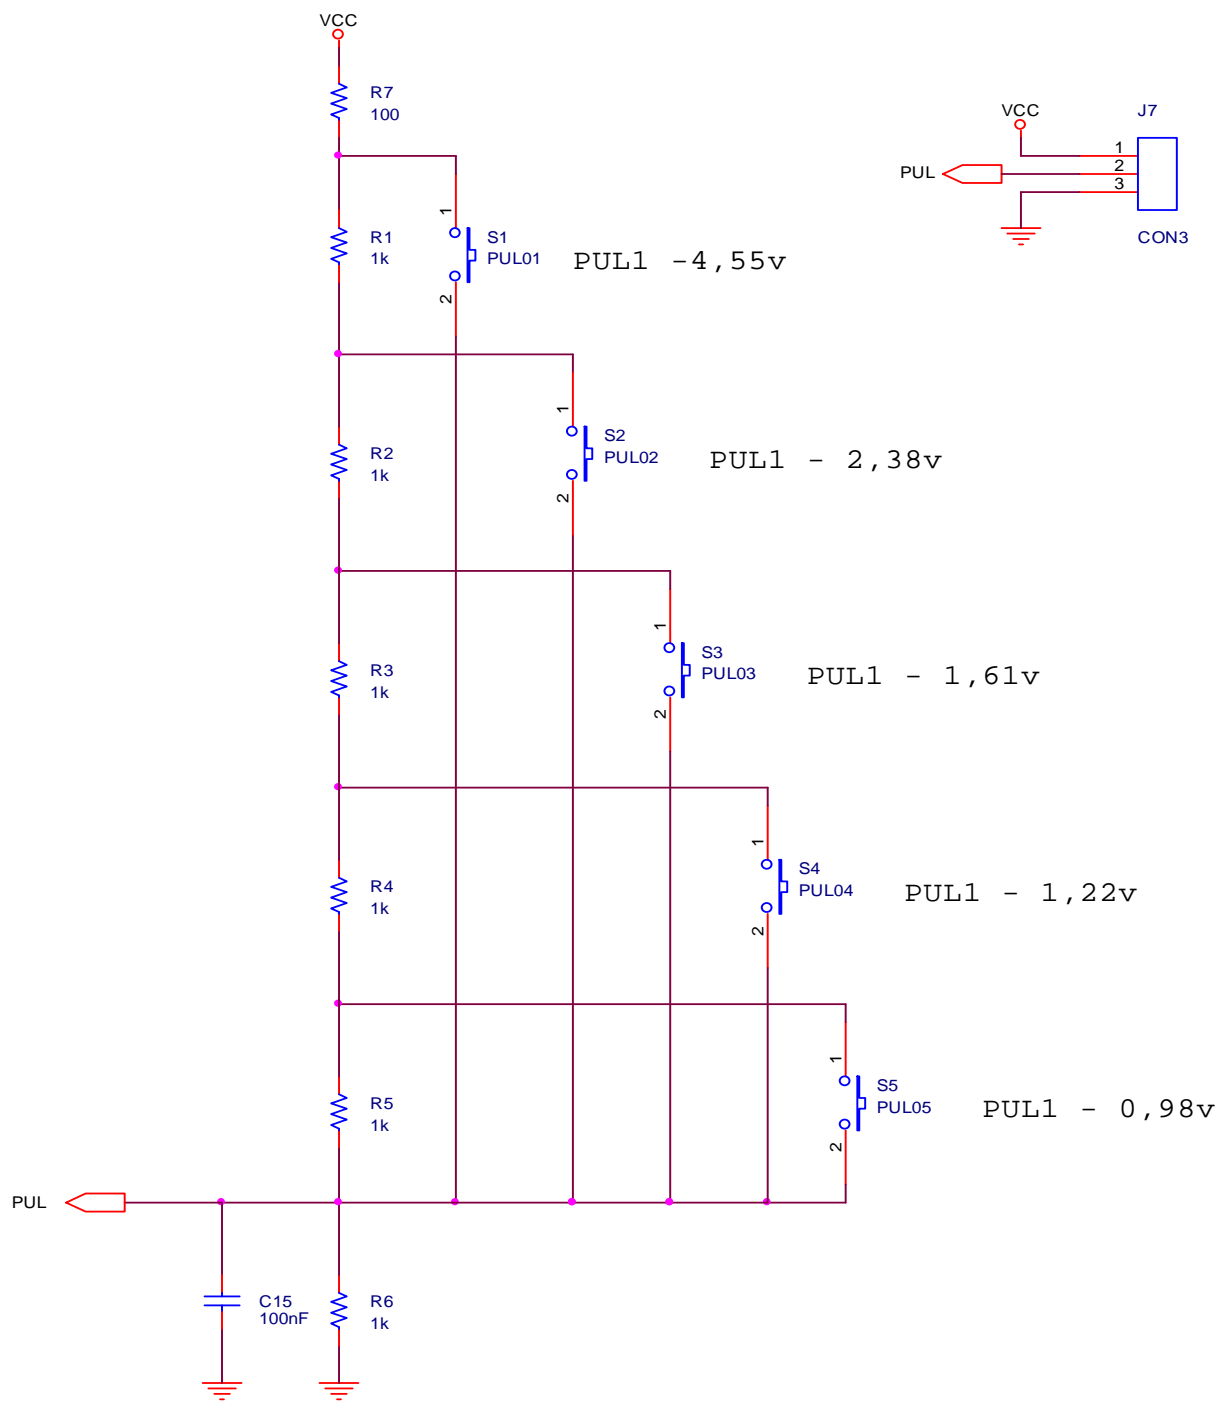 VCC
R7
100
VCC
J7
1
PUL
2
3
CON3
R1
1k
1
2
S1
PUL01
PUL1 -4,55v
R2
1k
1
2
S2
PUL02
PUL1 - 2,38v
R3
1k
1
2
S3
PUL03
PUL1 - 1,61v
R4
1k
1
2
S4
PUL04
PUL1 - 1,22v
R5
1k
1
2
S5
PUL05
PUL1 - 0,98v
PUL
C15
100nF
R6
1k